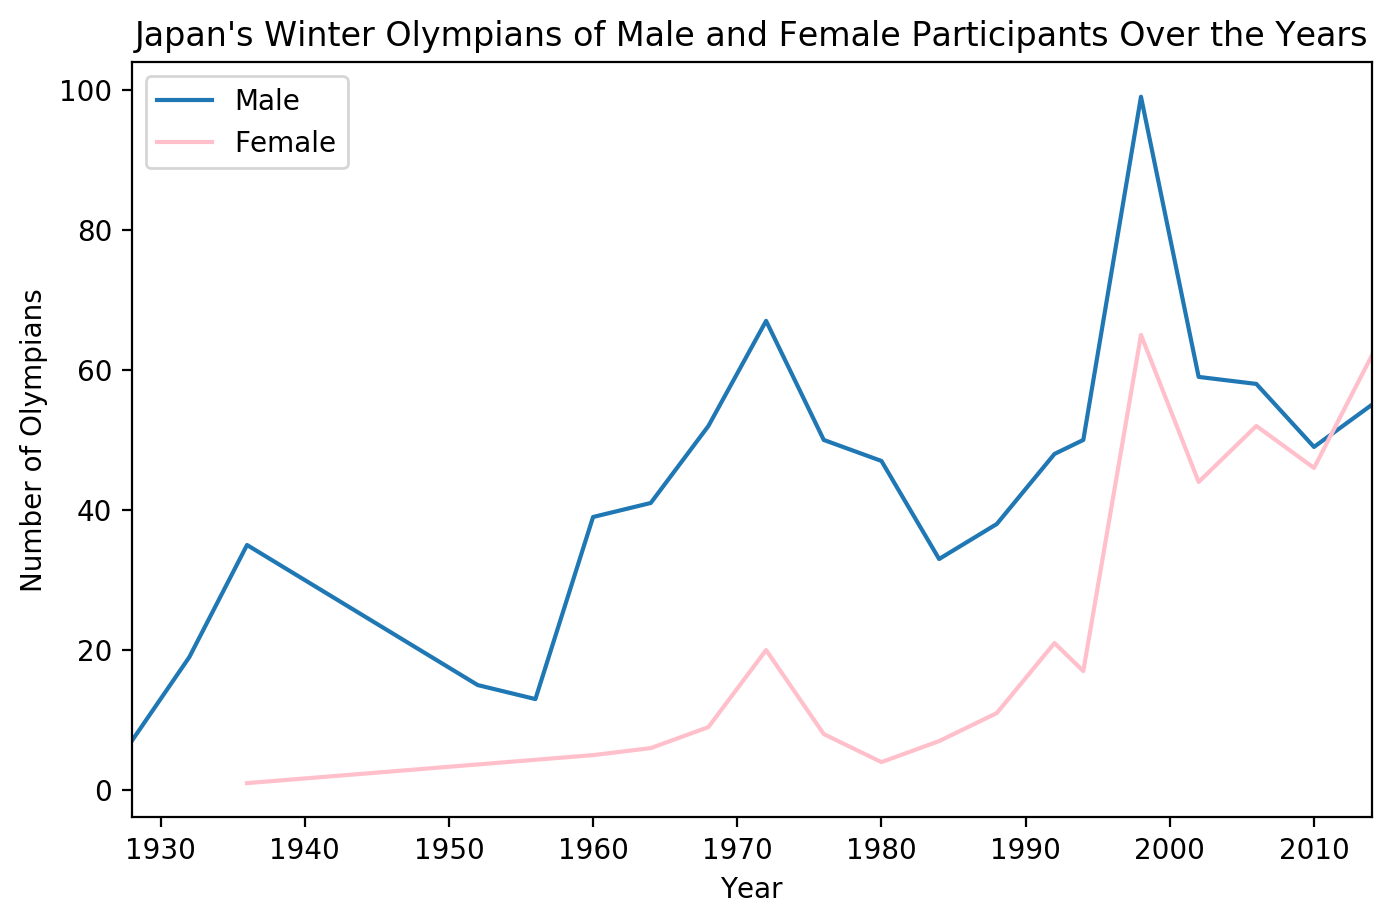 Japan's Winter Olympians of Male and Female Participants Over the Years
Male
Female
100
80
60
40
20
0
Number of Olympians
1930 1940 1950 1960 1970 1980 1990 2000 2010
Year